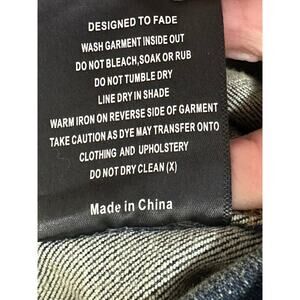 DESIGNED TO FADE
WASH GARMENT INSIDE OUT
DO NOT BLEACH,SOAK OR RUB
DO NOT TUMBLE DRY
LINE DRY IN SHADE
WARM IRON ON REVERSE SIDE OF GARMENT
TAKE CAUTION AS DYE MAY TRANSFER ONTO
CLOTHING AND UPHOLSTERY
DO NOT DRY CLEAN (X)
Made in China